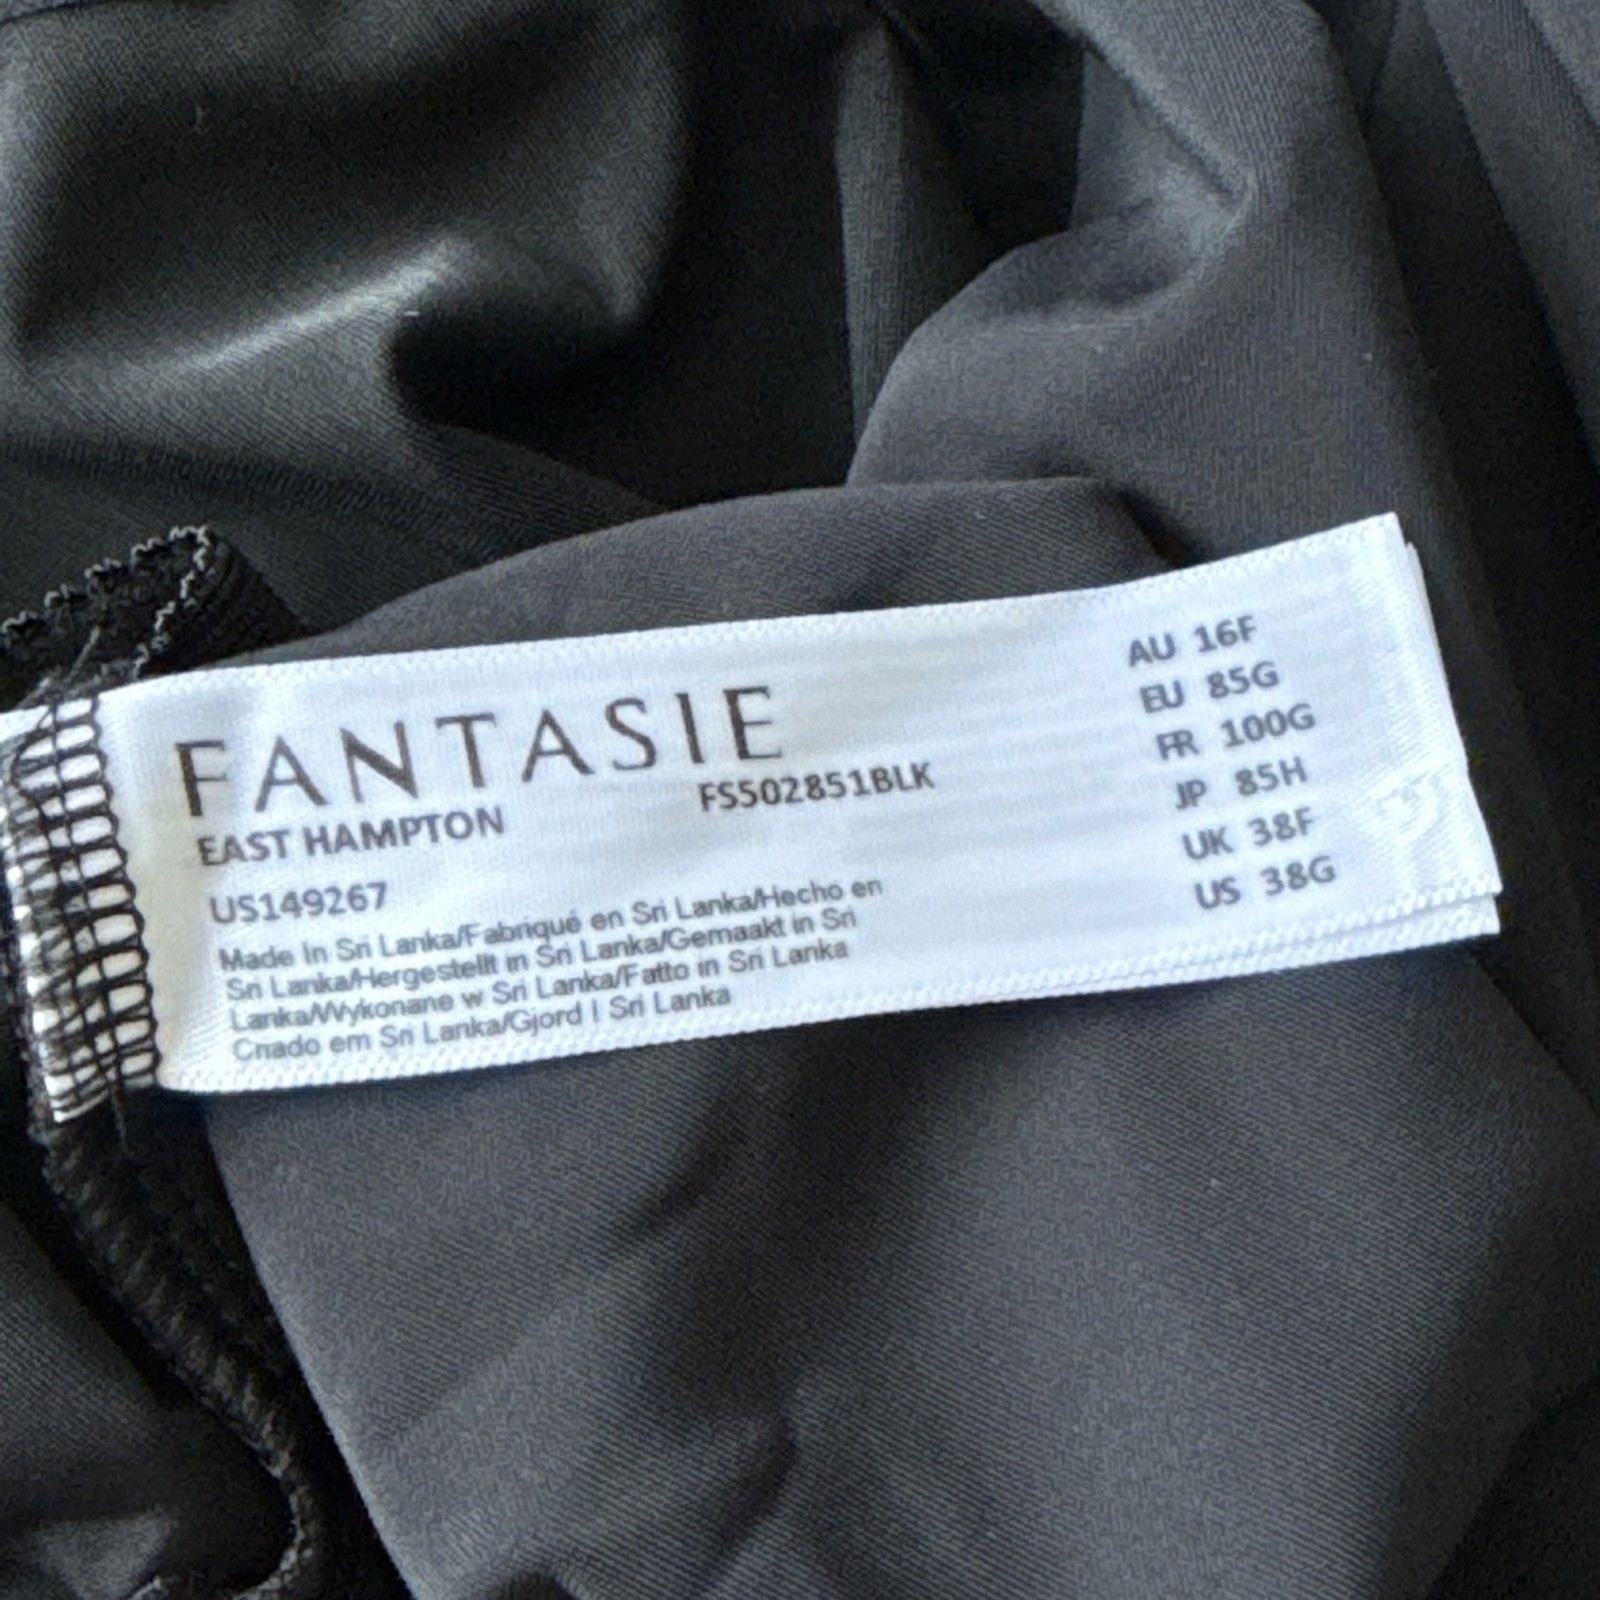 FANTASIE
EAST HAMPTON
FS502851BLK
US149267
Made In Sri Lanka/Fabriqué en Sri Lanka/Hecho en
Sri Lanka/Hergestellt in Sri Lanka/Gemaakt in Sri
Lanka/Wykonane w Sri Lanka/Fatto in Sri Lanka
Criado em Sri Lanka/Gjord I Sri Lanka
AU 16F
EU 85G
FR 100G
JP 85H
UK 38F
US 38G